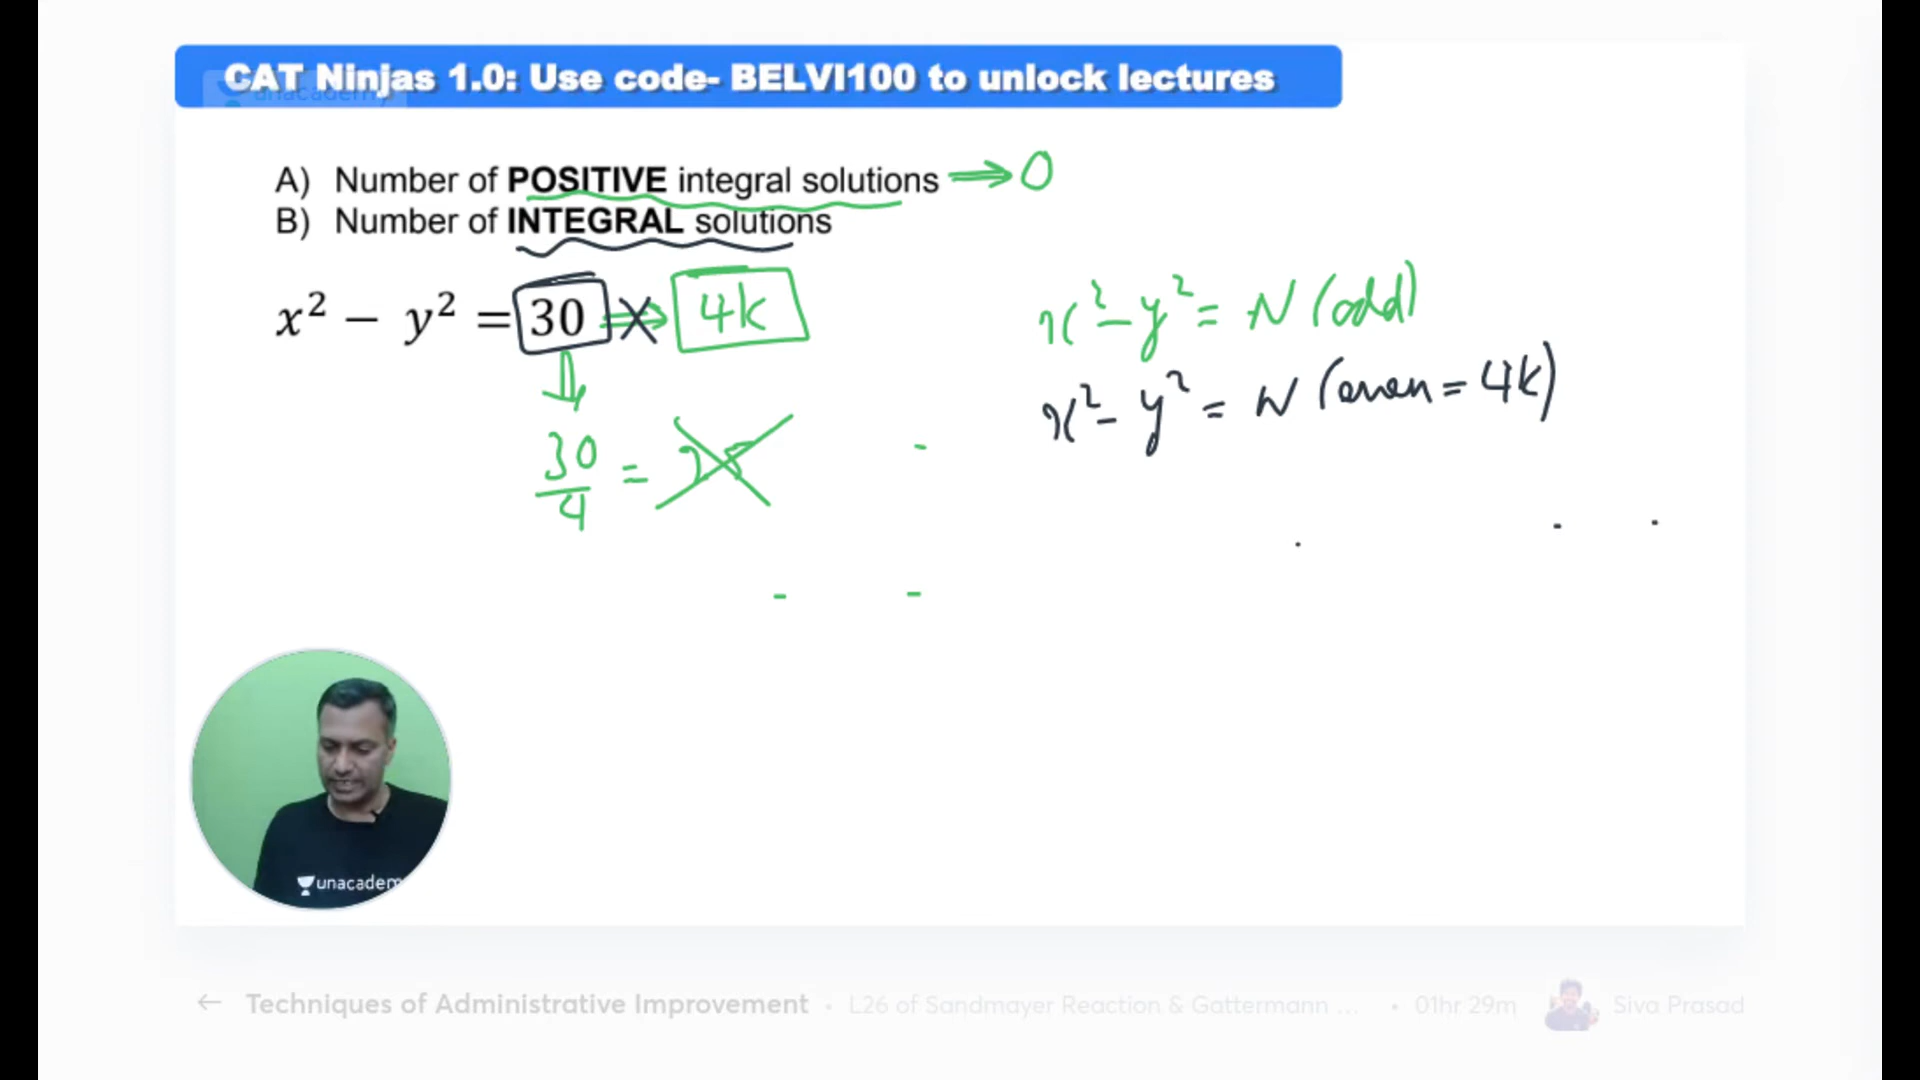 CAT Ninjas 1.0: Use code- BELVI100 to unlock lectures
unacademy
A) Number of POSITIVE integral solutions ⇒ 0
B) Number of INTEGRAL solutions
x² − y² = 30 ⇒ 4k
30/4 =
x² − y² = N (odd)
x² − y² = N (even = 4k)
unacadem
← Techniques of Administrative Improvement • L26 of Sandmayer Reaction & Gattermann ... • 01hr 29m Siva Prasad